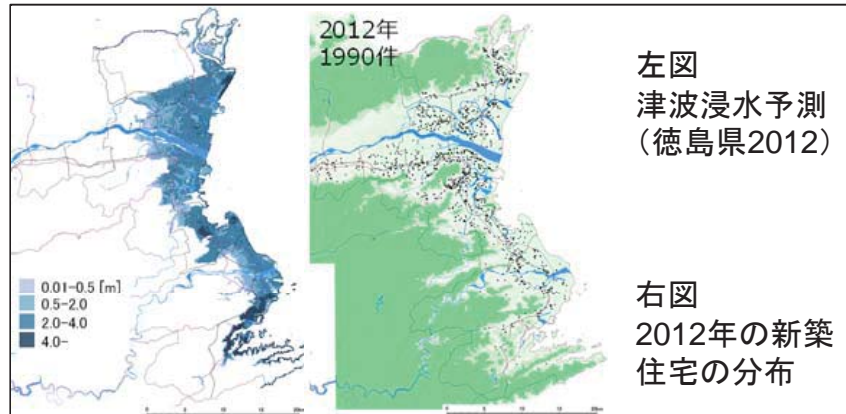 2012年
1990件
左図
津波浸水予測
（徳島県2012）
0.01-0.5 [m]
0.5-2.0
2.0-4.0
4.0-
右図
2012年の新築
住宅の分布